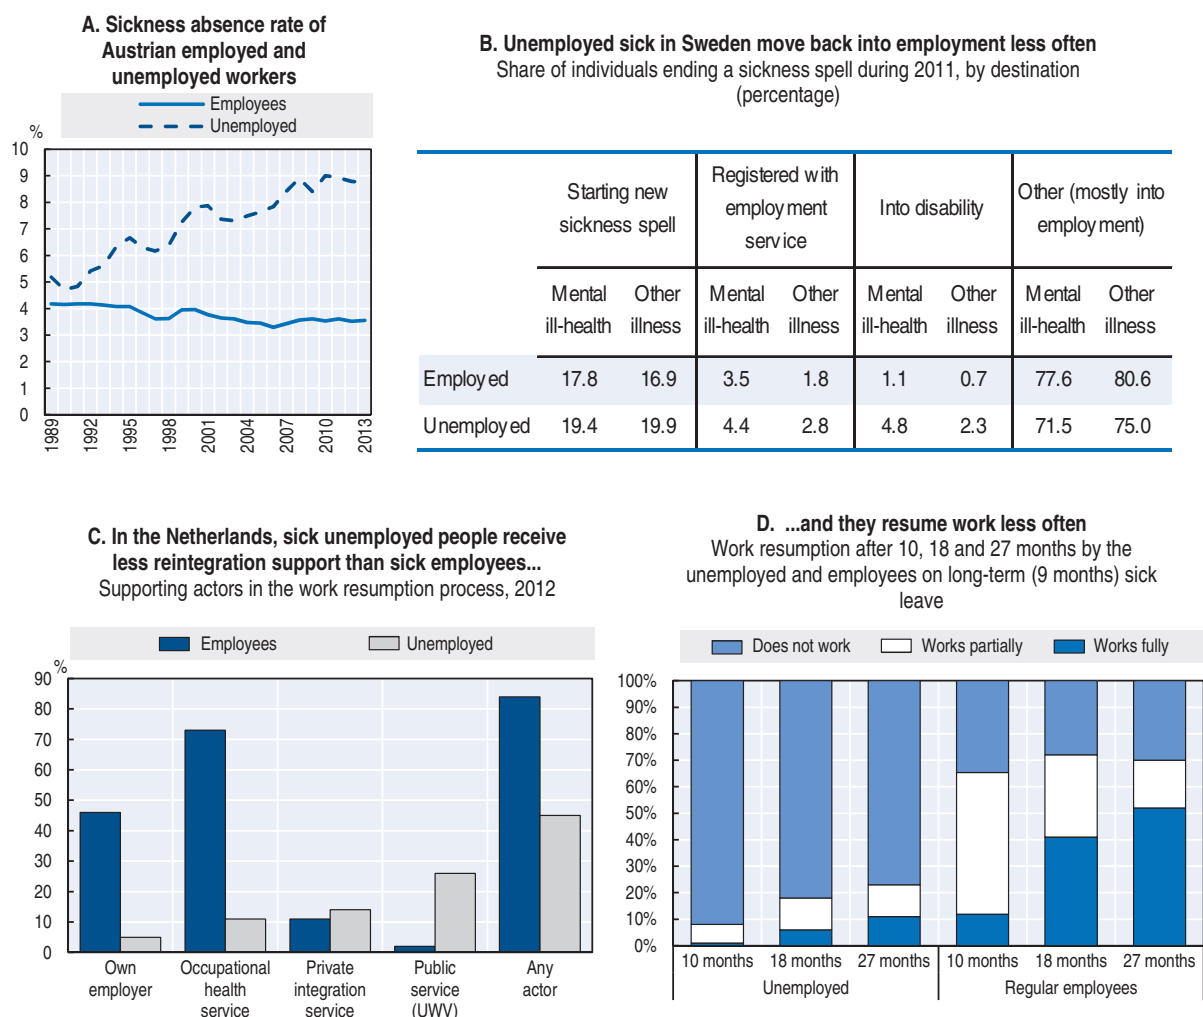 A. Sickness absence rate of
Austrian employed and
unemployed workers
Employees
Unemployed
%
10
9
8
7
6
5
4
3
2
1
0
1989
1992
1995
1998
2001
2004
2007
2010
2013
B. Unemployed sick in Sweden move back into employment less often
Share of individuals ending a sickness spell during 2011, by destination
(percentage)
Starting new
sickness spell
Registered with
employment
service
Into disability
Other (mostly into
employment)
Mental
ill-health
Other
illness
Mental
ill-health
Other
illness
Mental
ill-health
Other
illness
Mental
ill-health
Other
illness
Employed 17.8 16.9 3.5 1.8 1.1 0.7 77.6 80.6
Unemployed 19.4 19.9 4.4 2.8 4.8 2.3 71.5 75.0
C. In the Netherlands, sick unemployed people receive
less reintegration support than sick employees...
Supporting actors in the work resumption process, 2012
Employees
Unemployed
%
90
80
70
60
50
40
30
20
10
0
Own
employer
Occupational
health
service
Private
integration
service
Public
service
(UWV)
Any
actor
D. ...and they resume work less often
Work resumption after 10, 18 and 27 months by the
unemployed and employees on long-term (9 months) sick
leave
Does not work
Works partially
Works fully
100%
90%
80%
70%
60%
50%
40%
30%
20%
10%
0%
10 months 18 months 27 months 10 months 18 months 27 months
Unemployed Regular employees